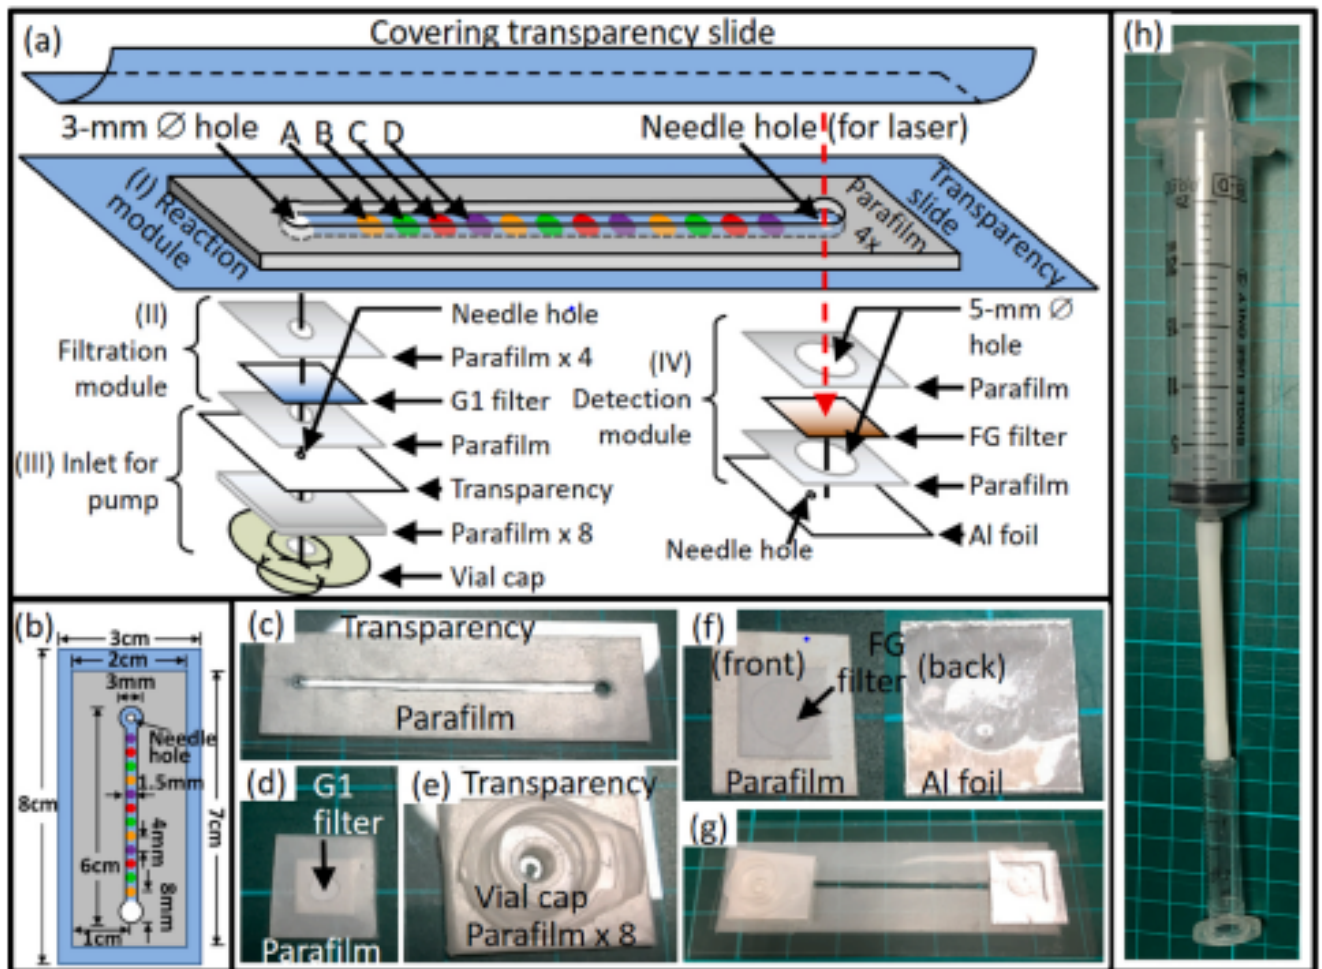 (a)
Covering transparency slide
3-mm Ø hole
A B C D
Needle hole (for laser)
(I) Reaction
module
Parafilm
4x
Transparency
slide
(II)
Filtration
module
Needle hole
Parafilm x 4
G1 filter
Parafilm
(III) Inlet for
pump
Transparency
Parafilm x 8
Vial cap
(IV)
Detection
module
5-mm Ø
hole
Parafilm
FG filter
Parafilm
Al foil
Needle hole
(b)
3cm
2cm
3mm
Needle
hole
1.5mm
8cm
7cm
4mm
6cm
8mm
1cm
(c)
Transparency
Parafilm
(d)
G1
filter
Parafilm
(e)
Transparency
Vial cap
Parafilm x 8
(f)
(front)
FG
filter
Parafilm
(back)
Al foil
(g)
(h)
SINGLE USE ONLY